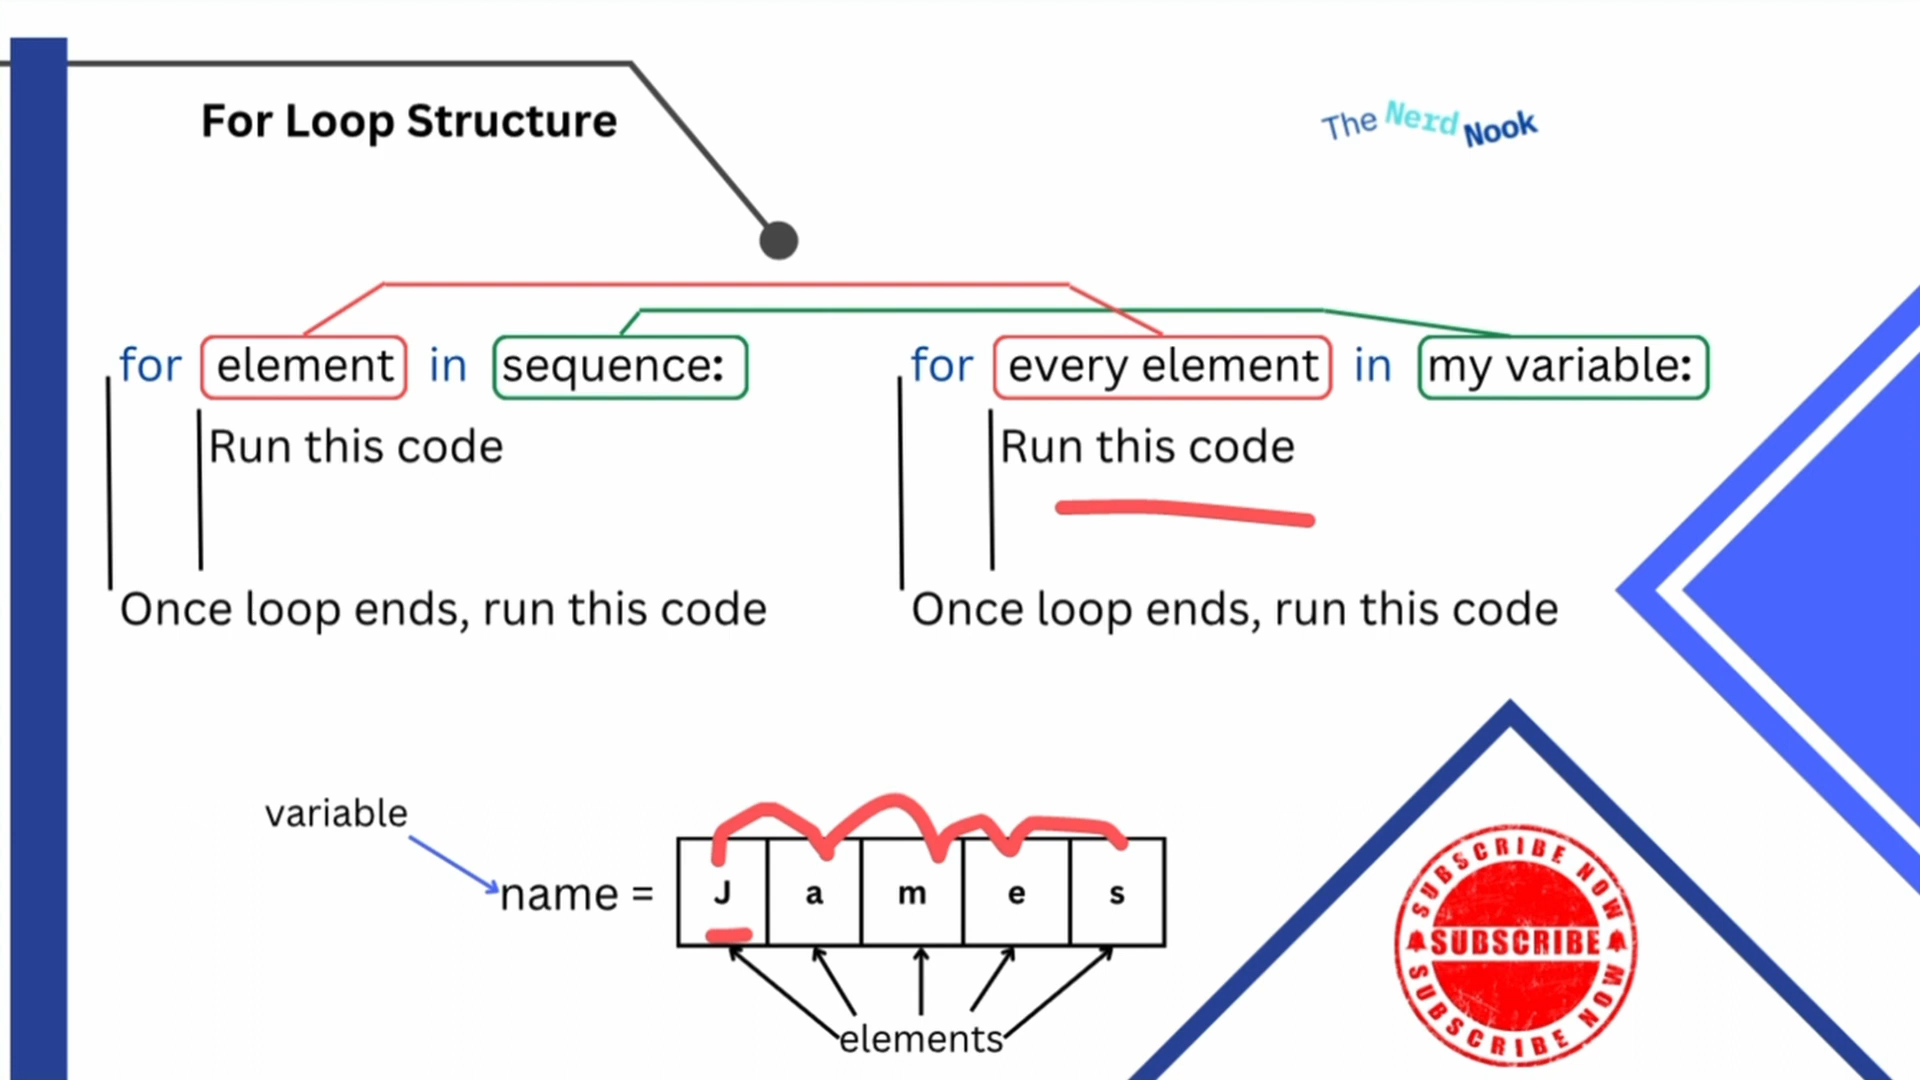 For Loop Structure
The Nerd Nook
for element in sequence:
Run this code
Once loop ends, run this code
for every element in my variable:
Run this code
Once loop ends, run this code
variable
name = J a m e s
elements
SUBSCRIBE NOW
SUBSCRIBE
SUBSCRIBE NOW